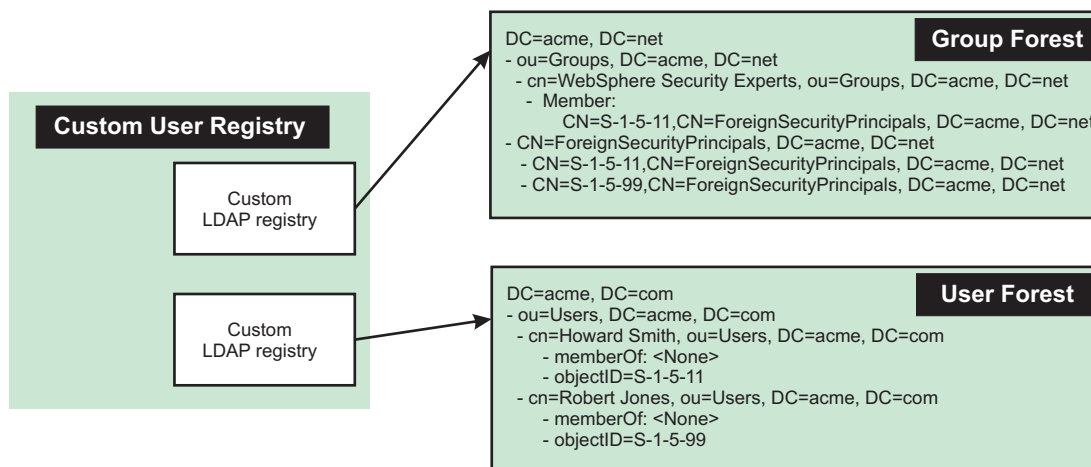 Custom User Registry
Custom
LDAP registry
Custom
LDAP registry
Group Forest
DC=acme, DC=net
- ou=Groups, DC=acme, DC=net
- cn=WebSphere Security Experts, ou=Groups, DC=acme, DC=net
- Member:
CN=S-1-5-11,CN=ForeignSecurityPrincipals, DC=acme, DC=net
- CN=ForeignSecurityPrincipals, DC=acme, DC=net
- CN=S-1-5-11,CN=ForeignSecurityPrincipals, DC=acme, DC=net
- CN=S-1-5-99,CN=ForeignSecurityPrincipals, DC=acme, DC=net
User Forest
DC=acme, DC=com
- ou=Users, DC=acme, DC=com
- cn=Howard Smith, ou=Users, DC=acme, DC=com
- memberOf: <None>
- objectID=S-1-5-11
- cn=Robert Jones, ou=Users, DC=acme, DC=com
- memberOf: <None>
- objectID=S-1-5-99